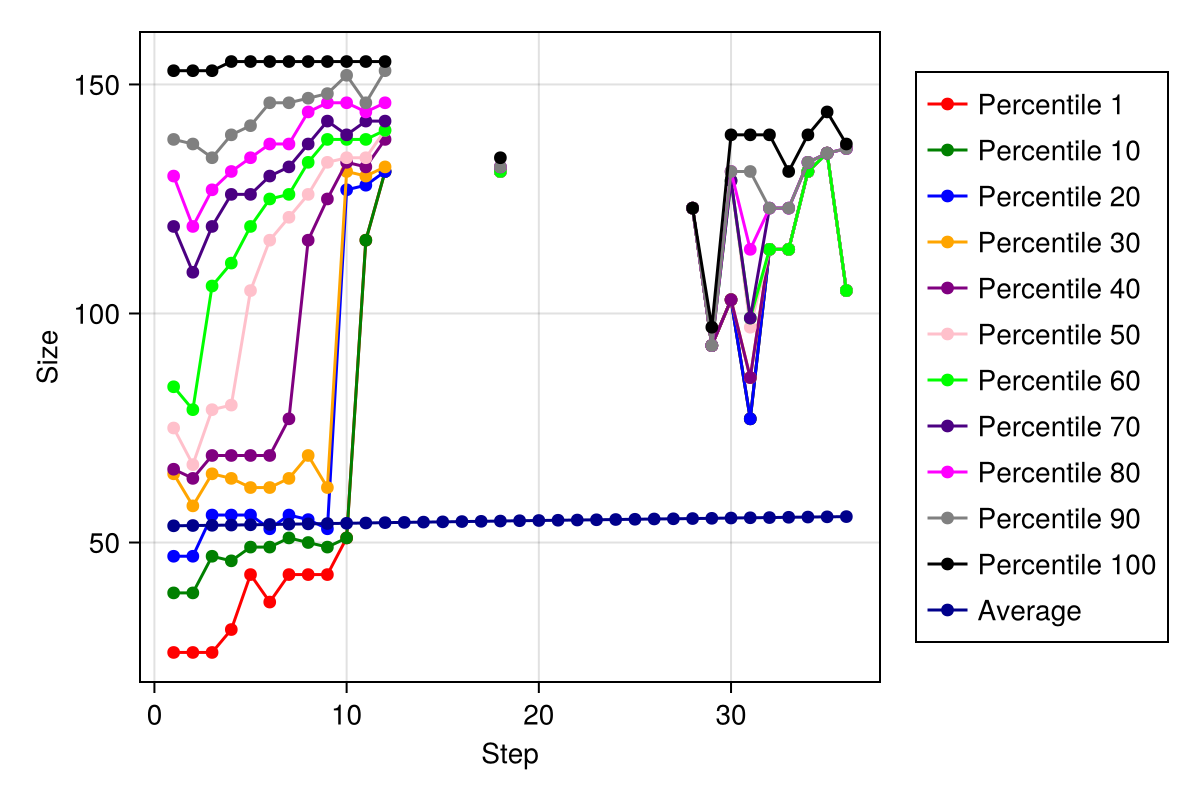 150
100
50
Size
0
10
20
30
Step
Percentile 1
Percentile 10
Percentile 20
Percentile 30
Percentile 40
Percentile 50
Percentile 60
Percentile 70
Percentile 80
Percentile 90
Percentile 100
Average